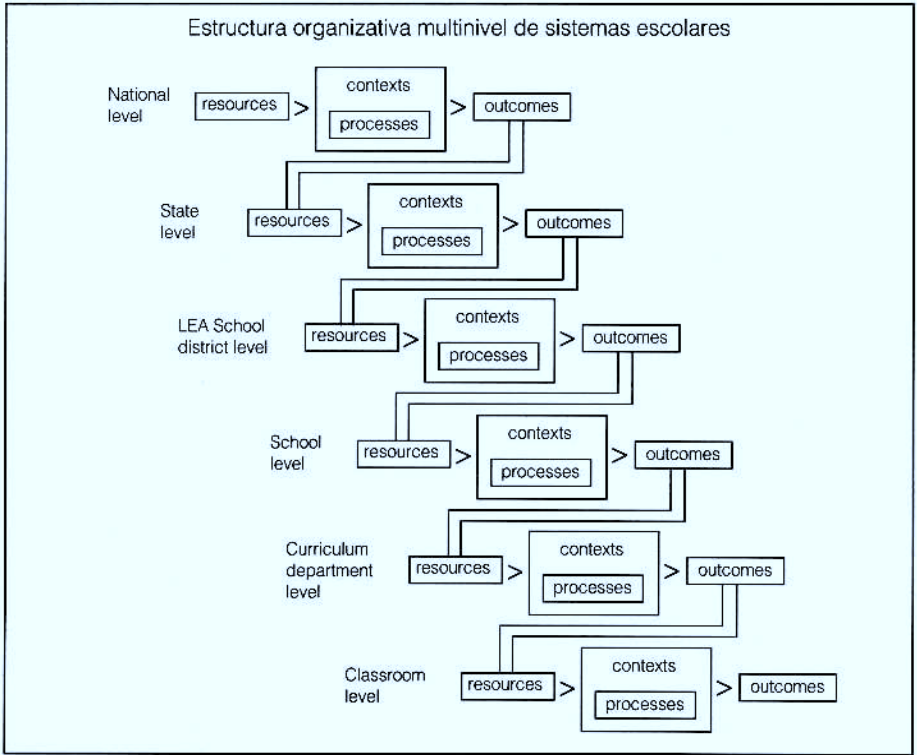 Estructura organizativa multinivel de sistemas escolares
National
level
resources > contexts > outcomes
processes
State
level
resources > contexts > outcomes
processes
LEA School
district level
resources > contexts > outcomes
processes
School
level
resources > contexts > outcomes
processes
Curriculum
department
level
resources > contexts > outcomes
processes
Classroom
level
resources > contexts > outcomes
processes